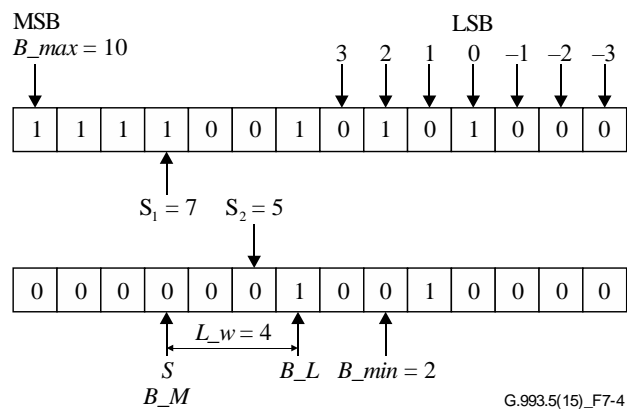 MSB LSB
B_max = 10
3 2 1 0 –1 –2 –3
1 1 1 1 0 0 1 0 1 0 1 0 0 0
S₁ = 7 S₂ = 5
0 0 0 0 0 0 1 0 0 1 0 0 0 0
L_w = 4
S B_L B_min = 2
B_M
G.993.5(15)_F7-4